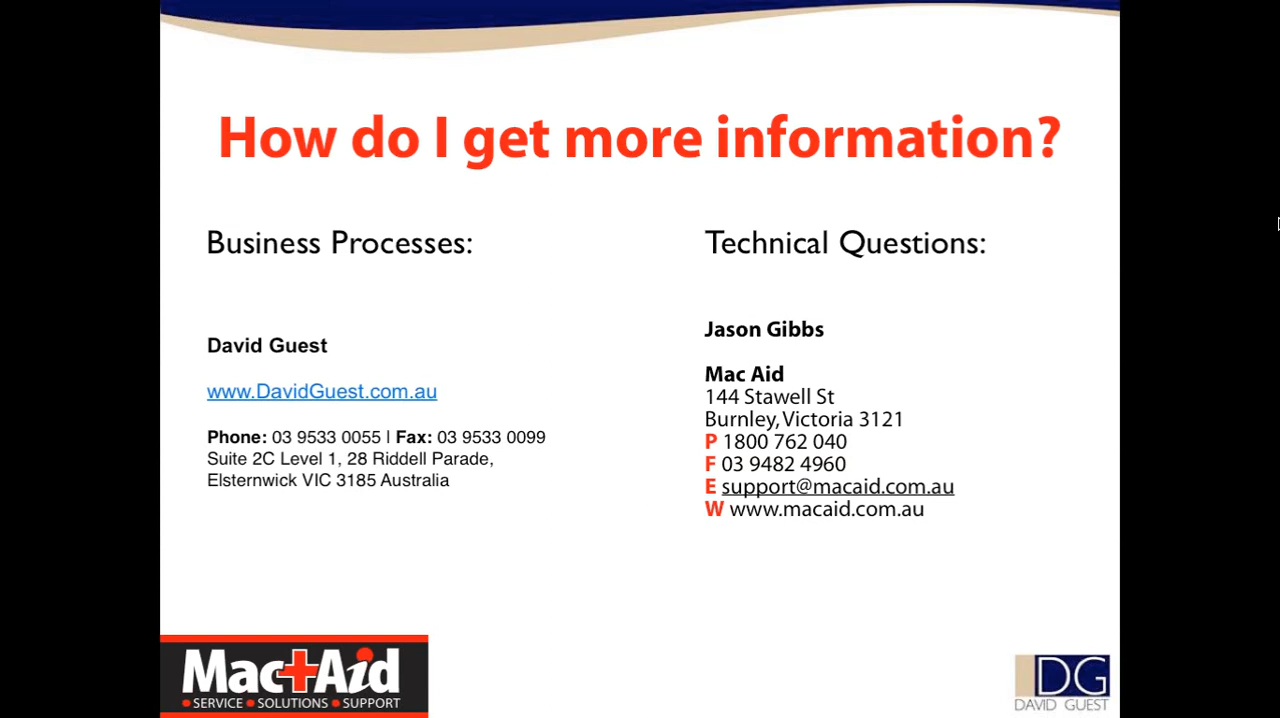 How do I get more information?
Business Processes:
David Guest
www.DavidGuest.com.au
Phone: 03 9533 0055 | Fax: 03 9533 0099
Suite 2C Level 1, 28 Riddell Parade,
Elsternwick VIC 3185 Australia
Technical Questions:
Jason Gibbs
Mac Aid
144 Stawell St
Burnley, Victoria 3121
P 1800 762 040
F 03 9482 4960
E support@macaid.com.au
W www.macaid.com.au
Mac+Aid
• SERVICE • SOLUTIONS • SUPPORT
DG
DAVID GUEST